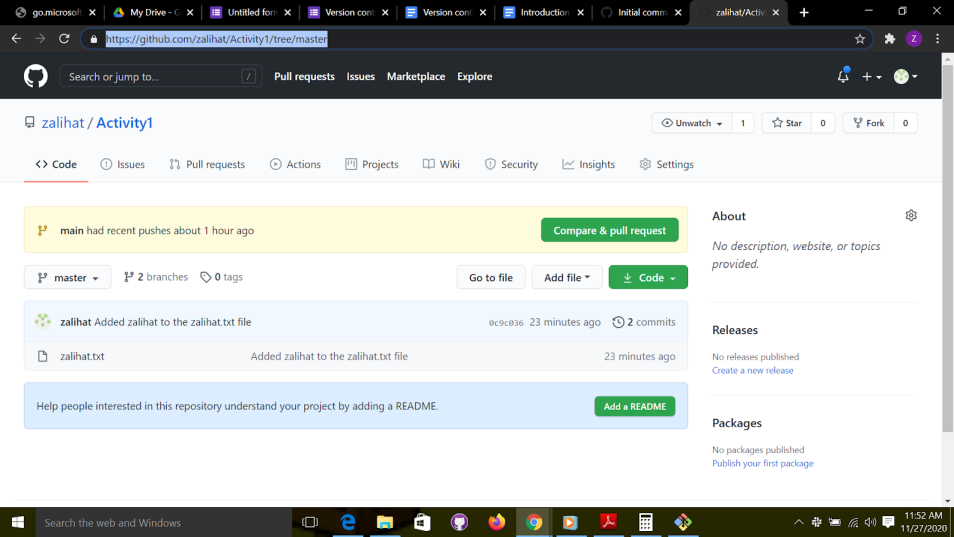 go.microsoft
My Drive - G
Untitled for
Version cont
Version cont
Introduction
Initial comm
zalihat/Activi
https://github.com/zalihat/Activity1/tree/master
Z
Search or jump to...
/
Pull requests
Issues
Marketplace
Explore
zalihat / Activity1
Unwatch
1
Star
0
Fork
0
Code
Issues
Pull requests
Actions
Projects
Wiki
Security
Insights
Settings
main had recent pushes about 1 hour ago
Compare & pull request
master
2 branches
0 tags
Go to file
Add file
Code
zalihat Added zalihat to the zalihat.txt file
0c9c036 23 minutes ago
2 commits
zalihat.txt
Added zalihat to the zalihat.txt file
23 minutes ago
Help people interested in this repository understand your project by adding a README.
Add a README
About
No description, website, or topics
provided.
Releases
No releases published
Create a new release
Packages
No packages published
Publish your first package
Search the web and Windows
11:52 AM
11/27/2020